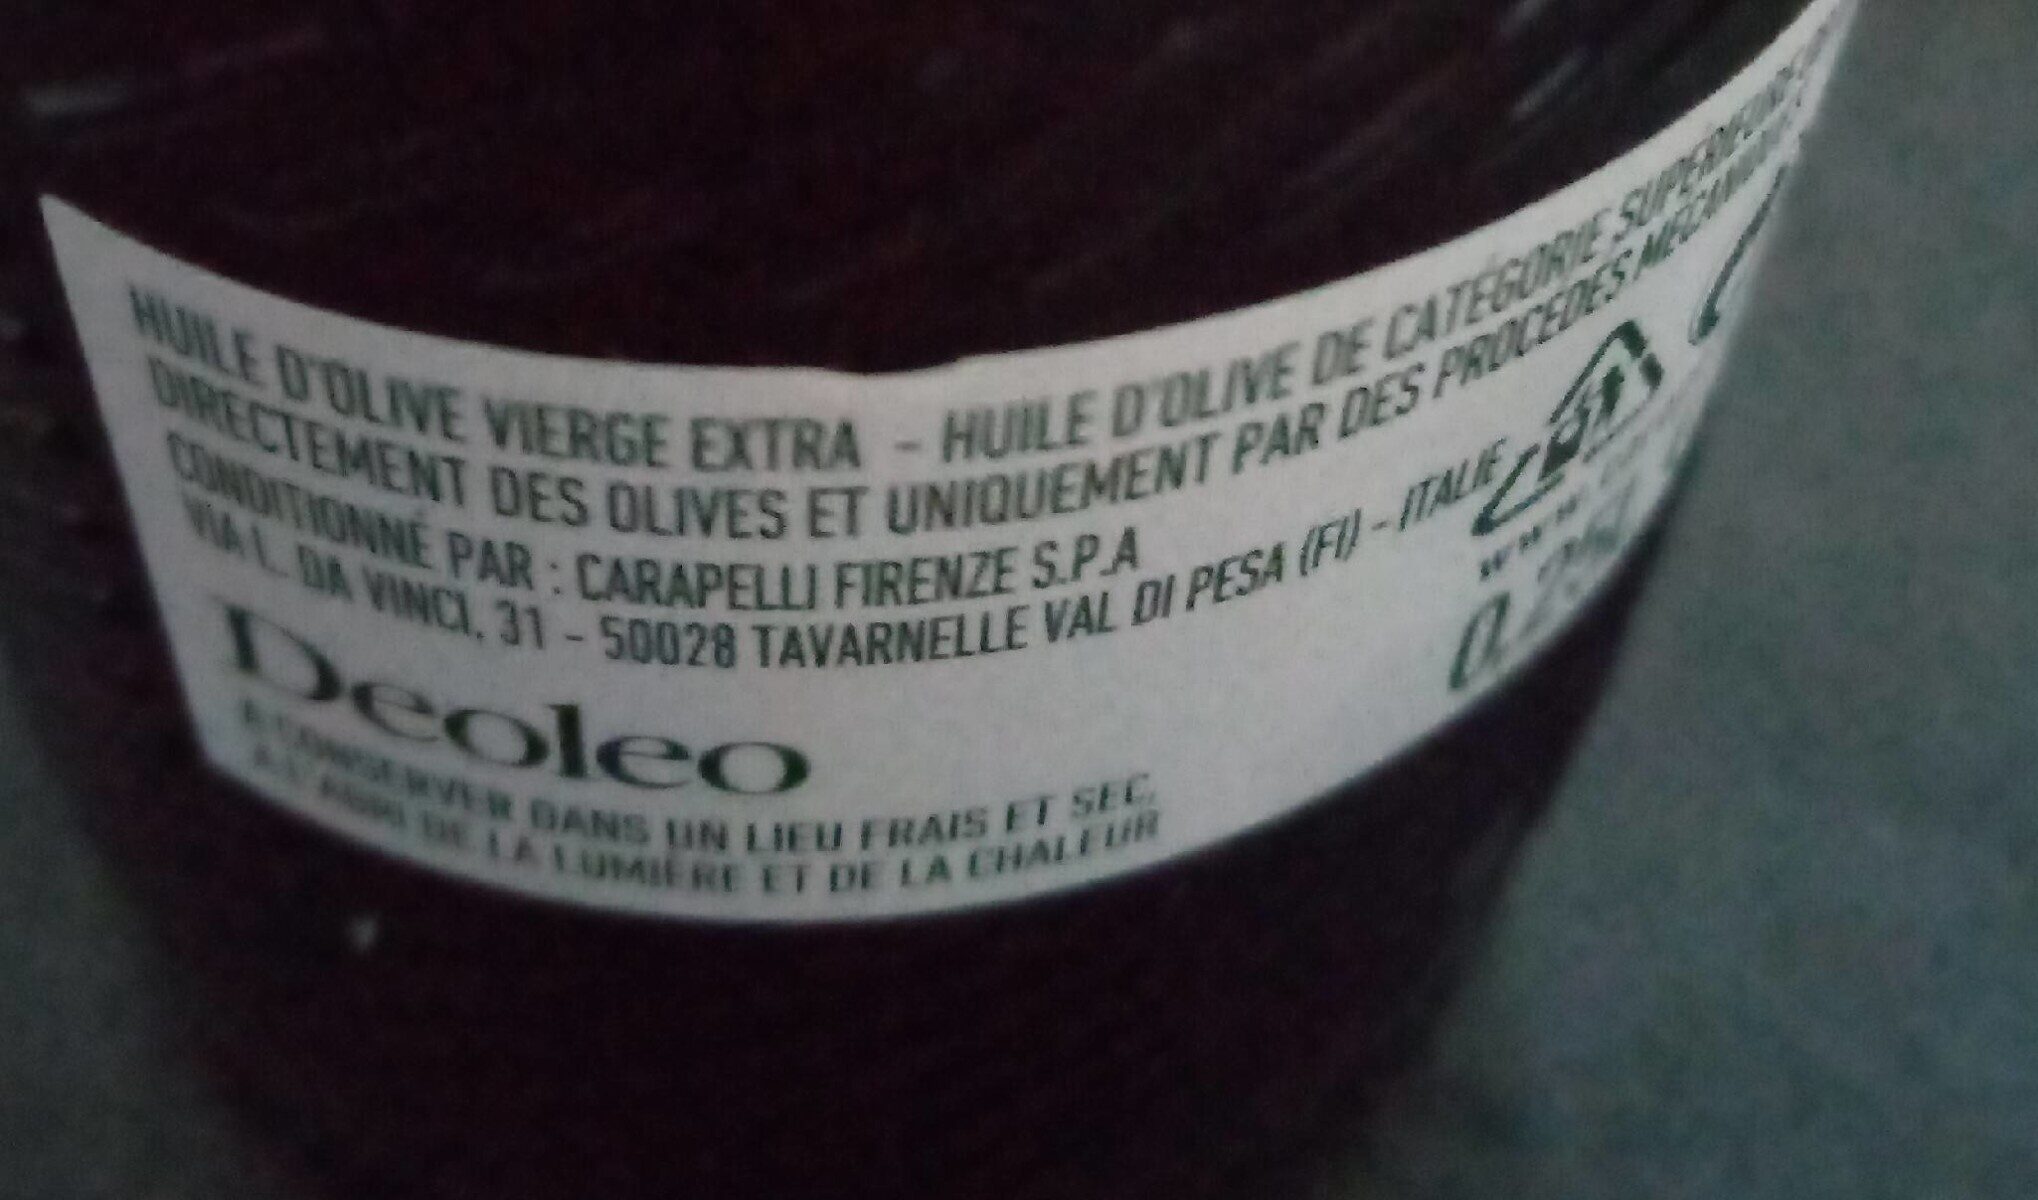 HUILE D'OLIVE VIERGE EXTRA - HUILE D'OLIVE DE CATÉGORIE SUPÉRIEURE
DIRECTEMENT DES OLIVES ET UNIQUEMENT PAR DES PROCÉDÉS
CONDITIONNÉ PAR : CARAPELLI FIRENZE S.P.A
VIA L. DA VINCI, 31 - 50028 TAVARNELLE VAL DI PESA (FI) - ITALIE
Deoleo
À CONSERVER DANS UN LIEU FRAIS ET SEC,
À L'ABRI DE LA LUMIÈRE ET DE LA CHALEUR